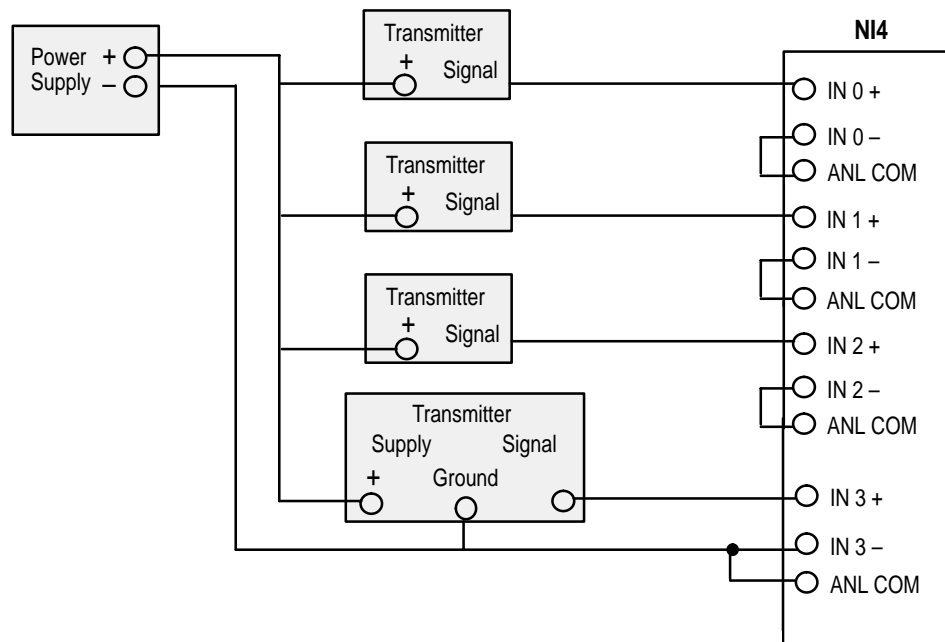 NI4
Power +
Supply –
Transmitter
+ Signal
IN 0 +
IN 0 –
ANL COM
Transmitter
+ Signal
IN 1 +
IN 1 –
ANL COM
Transmitter
+ Signal
IN 2 +
IN 2 –
ANL COM
Transmitter
Supply Signal
+ Ground
IN 3 +
IN 3 –
ANL COM